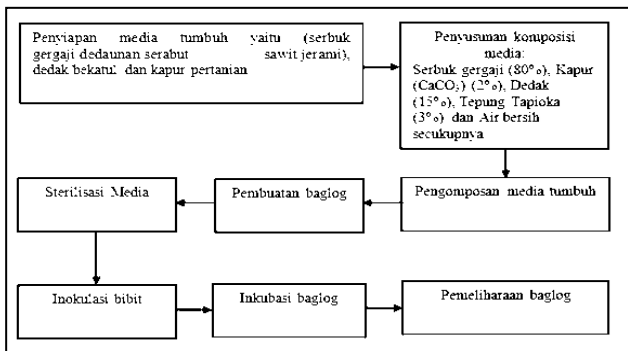 Penyiapan media tumbuh yaitu (serbuk
gergaji dedaunan serabut sawit jerami),
dedak bekatul dan kapur pertanian
Penyusunan komposisi
media:
Serbuk gergaji (80%), Kapur
(CaCO₃) (2%), Dedak
(15%), Tepung Tapioka
(3%) dan Air bersih
secukupnya
Pengomposan media tumbuh
Pembuatan baglog
Sterilisasi Media
Inokulasi bibit
Inkubasi baglog
Pemeliharaan baglog